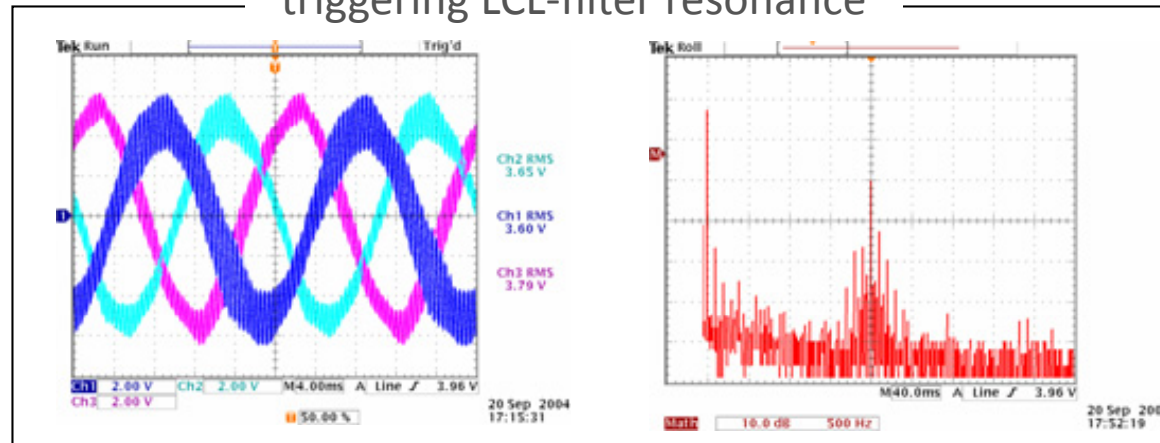 triggering LCL-filter resonance
Tek Run Trig'd
Ch2 RMS
3.65 V
Ch1 RMS
3.60 V
Ch3 RMS
3.79 V
1
Ch1 2.00 V Ch2 2.00 V M4.00ms A Line ƒ 3.96 V
Ch3 2.00 V
50.00 %
20 Sep 2004
17:15:31
Tek Roll
M
M40.0ms A Line ƒ 3.96 V
Math 10.0 dB 500 Hz
20 Sep 200
17:52:19